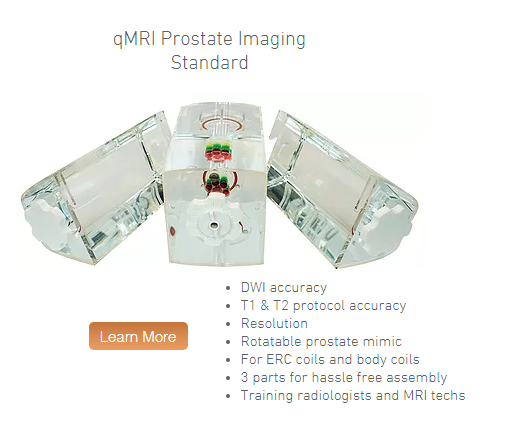 qMRI Prostate Imaging
Standard
• DWI accuracy
• T1 & T2 protocol accuracy
• Resolution
• Rotatable prostate mimic
• For ERC coils and body coils
• 3 parts for hassle free assembly
• Training radiologists and MRI techs
Learn More